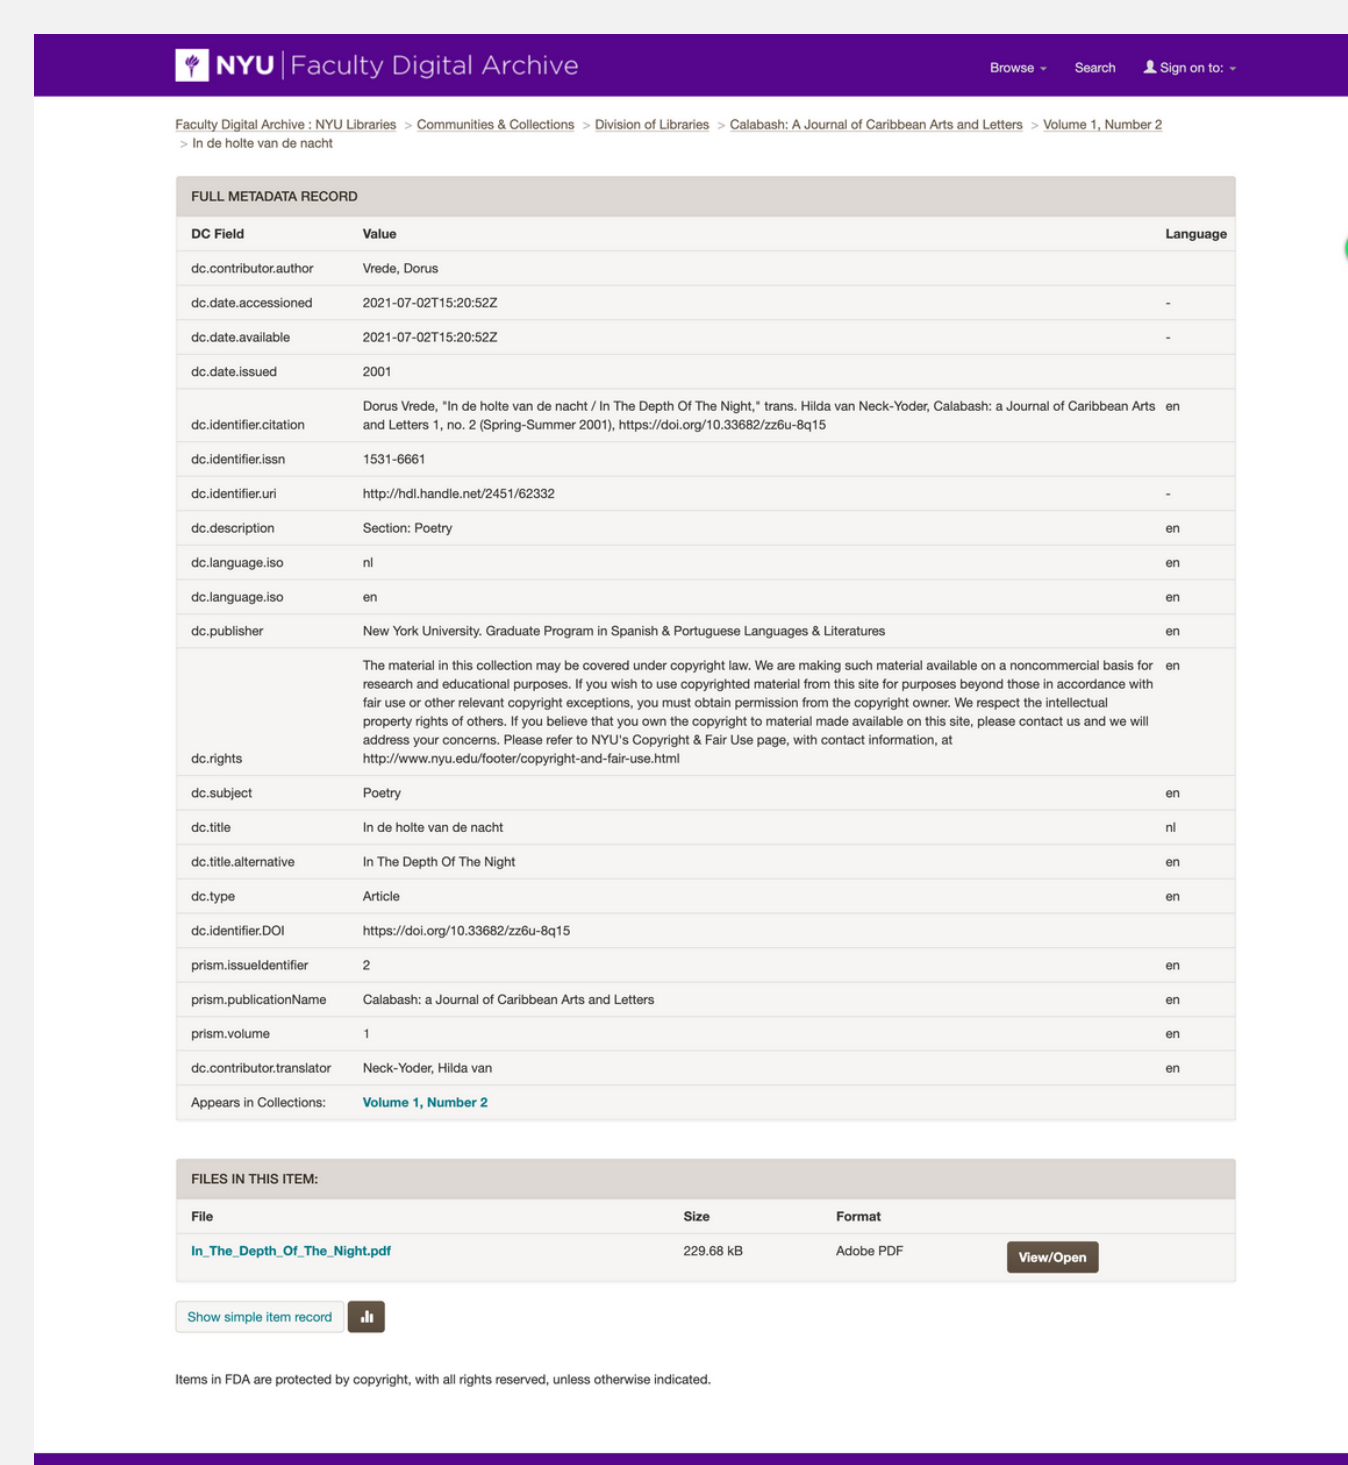 NYU | Faculty Digital Archive
Browse Search Sign on to:
Faculty Digital Archive : NYU Libraries > Communities & Collections > Division of Libraries > Calabash: A Journal of Caribbean Arts and Letters > Volume 1, Number 2
> In de holte van de nacht
FULL METADATA RECORD
DC Field Value Language
dc.contributor.author Vrede, Dorus
dc.date.accessioned 2021-07-02T15:20:52Z -
dc.date.available 2021-07-02T15:20:52Z -
dc.date.issued 2001
Dorus Vrede, "In de holte van de nacht / In The Depth Of The Night," trans. Hilda van Neck-Yoder, Calabash: a Journal of Caribbean Arts en
dc.identifier.citation and Letters 1, no. 2 (Spring-Summer 2001), https://doi.org/10.33682/zz6u-8q15
dc.identifier.issn 1531-6661
dc.identifier.uri http://hdl.handle.net/2451/62332 -
dc.description Section: Poetry en
dc.language.iso nl en
dc.language.iso en en
dc.publisher New York University. Graduate Program in Spanish & Portuguese Languages & Literatures en
The material in this collection may be covered under copyright law. We are making such material available on a noncommercial basis for en
research and educational purposes. If you wish to use copyrighted material from this site for purposes beyond those in accordance with
fair use or other relevant copyright exceptions, you must obtain permission from the copyright owner. We respect the intellectual
property rights of others. If you believe that you own the copyright to material made available on this site, please contact us and we will
address your concerns. Please refer to NYU's Copyright & Fair Use page, with contact information, at
dc.rights http://www.nyu.edu/footer/copyright-and-fair-use.html
dc.subject Poetry en
dc.title In de holte van de nacht nl
dc.title.alternative In The Depth Of The Night en
dc.type Article en
dc.identifier.DOI https://doi.org/10.33682/zz6u-8q15
prism.issueIdentifier 2 en
prism.publicationName Calabash: a Journal of Caribbean Arts and Letters en
prism.volume 1 en
dc.contributor.translator Neck-Yoder, Hilda van en
Appears in Collections: Volume 1, Number 2
FILES IN THIS ITEM:
File Size Format
In_The_Depth_Of_The_Night.pdf 229.68 kB Adobe PDF View/Open
Show simple item record
Items in FDA are protected by copyright, with all rights reserved, unless otherwise indicated.